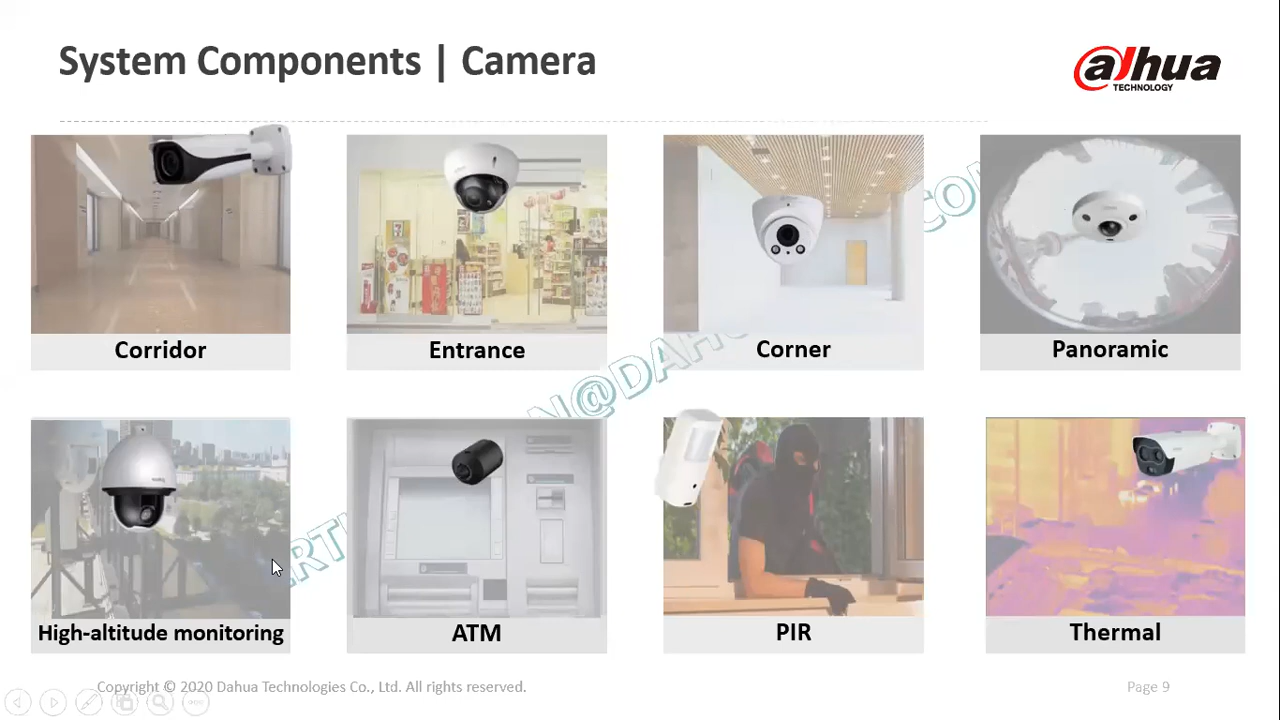 System Components | Camera
alhua
TECHNOLOGY
Corridor
Entrance
Corner
Panoramic
High-altitude monitoring
ATM
PIR
Thermal
Copyright © 2020 Dahua Technologies Co., Ltd. All rights reserved.
Page 9